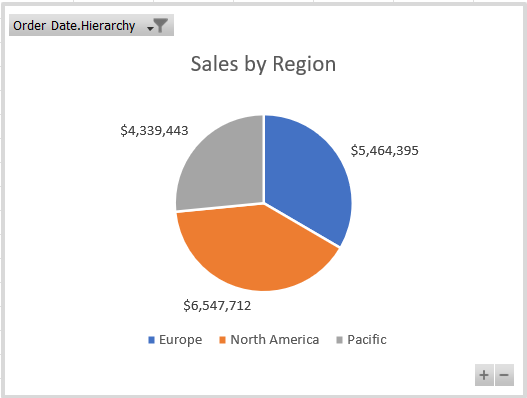 Order Date.Hierarchy
Sales by Region
$4,339,443
$5,464,395
$6,547,712
Europe North America Pacific
+ −